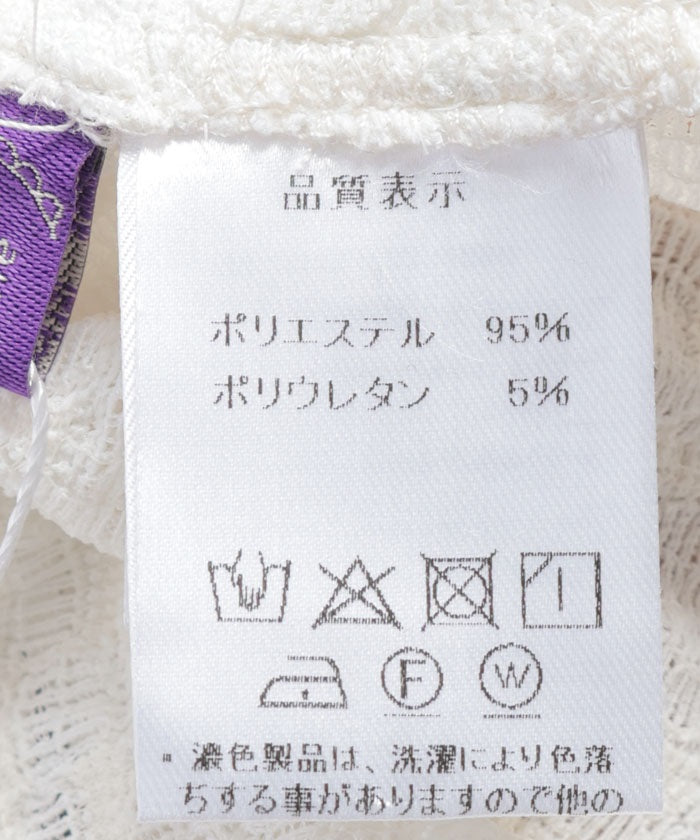 品質表示
ポリエステル 95%
ポリウレタン 5%
F W
・濃色製品は、洗濯により色落
ちする事がありますので他の